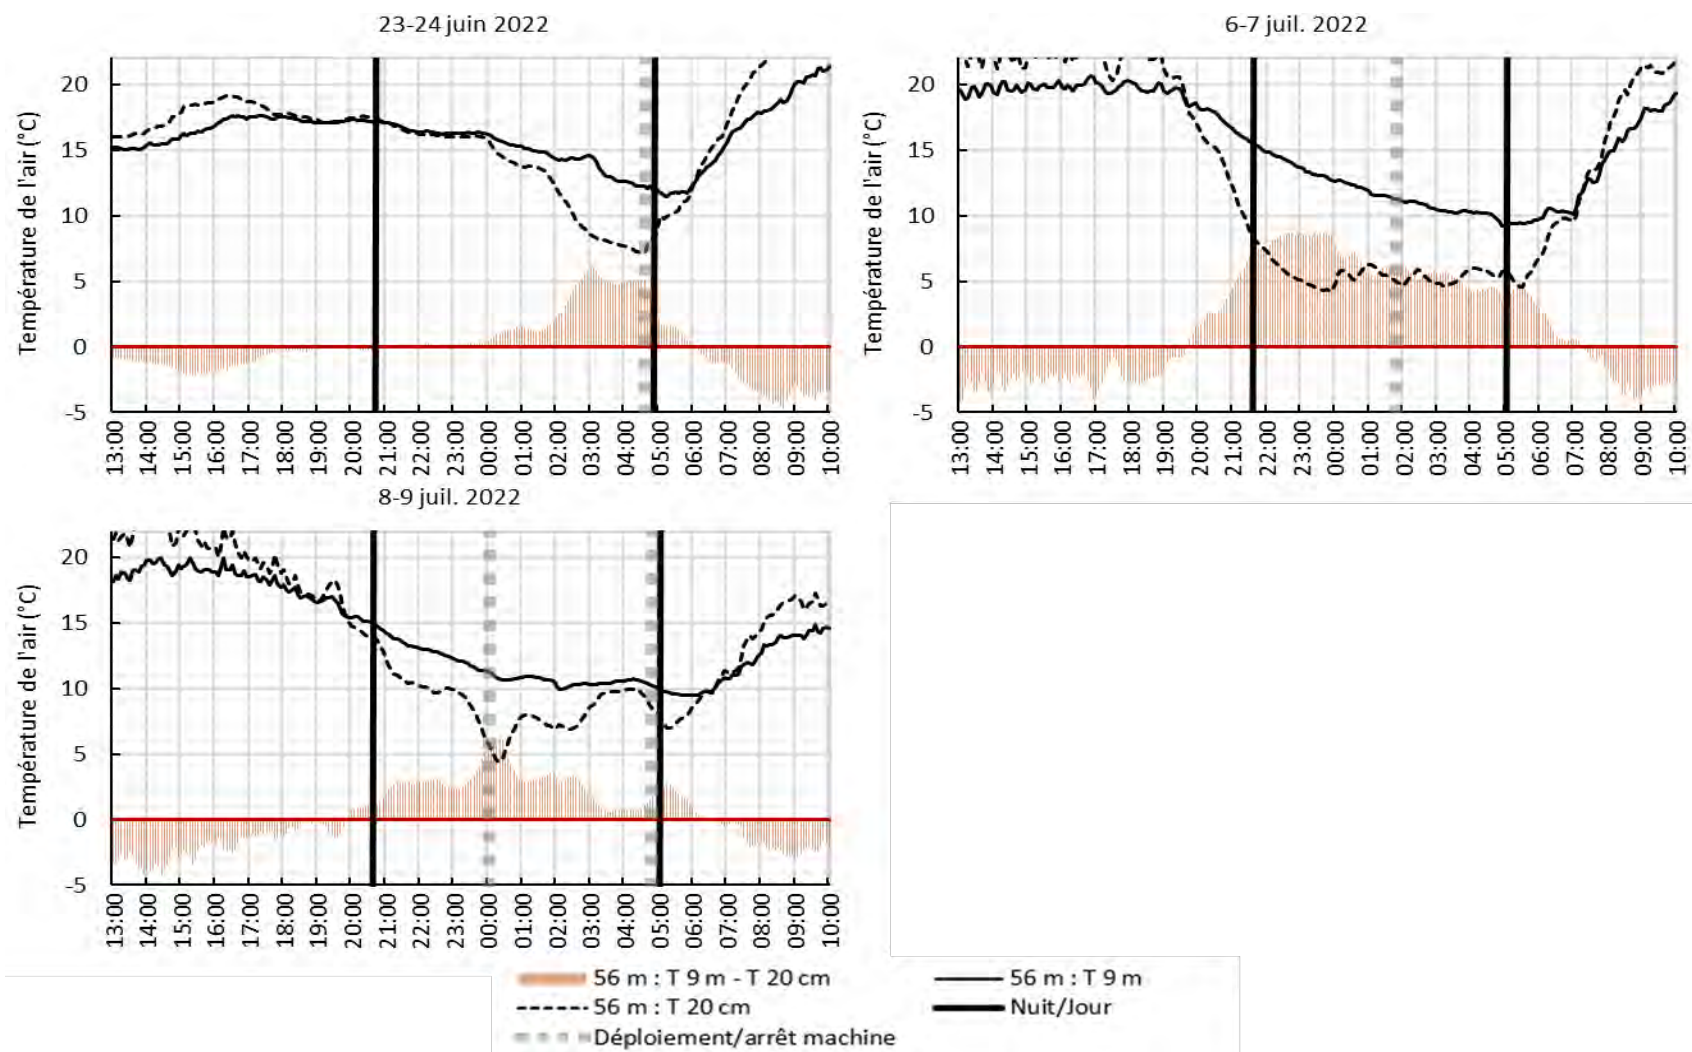 23-24 juin 2022
Température de l'air (°C)
20
15
10
5
0
-5
13:00 14:00 15:00 16:00 17:00 18:00 19:00 20:00 21:00 22:00 23:00 00:00 01:00 02:00 03:00 04:00 05:00 06:00 07:00 08:00 09:00 10:00
6-7 juil. 2022
Température de l'air (°C)
20
15
10
5
0
-5
13:00 14:00 15:00 16:00 17:00 18:00 19:00 20:00 21:00 22:00 23:00 00:00 01:00 02:00 03:00 04:00 05:00 06:00 07:00 08:00 09:00 10:00
8-9 juil. 2022
Température de l'air (°C)
20
15
10
5
0
-5
13:00 14:00 15:00 16:00 17:00 18:00 19:00 20:00 21:00 22:00 23:00 00:00 01:00 02:00 03:00 04:00 05:00 06:00 07:00 08:00 09:00 10:00
56 m : T 9 m - T 20 cm
56 m : T 9 m
56 m : T 20 cm
Nuit/Jour
Déploiement/arrêt machine